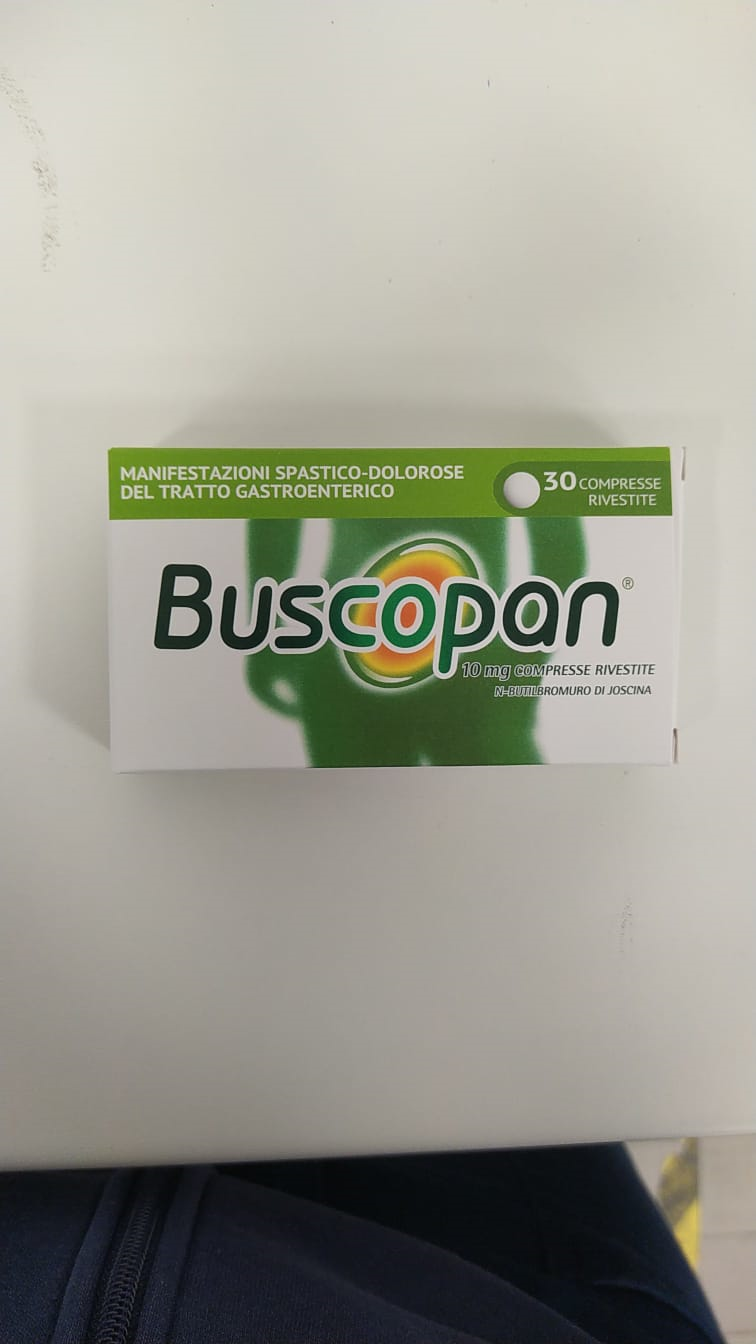 MANIFESTAZIONI SPASTICO-DOLOROSE
DEL TRATTO GASTROENTERICO
30 COMPRESSE
RIVESTITE
Buscopan®
10 mg COMPRESSE RIVESTITE
N-BUTILBROMURO DI JOSCINA